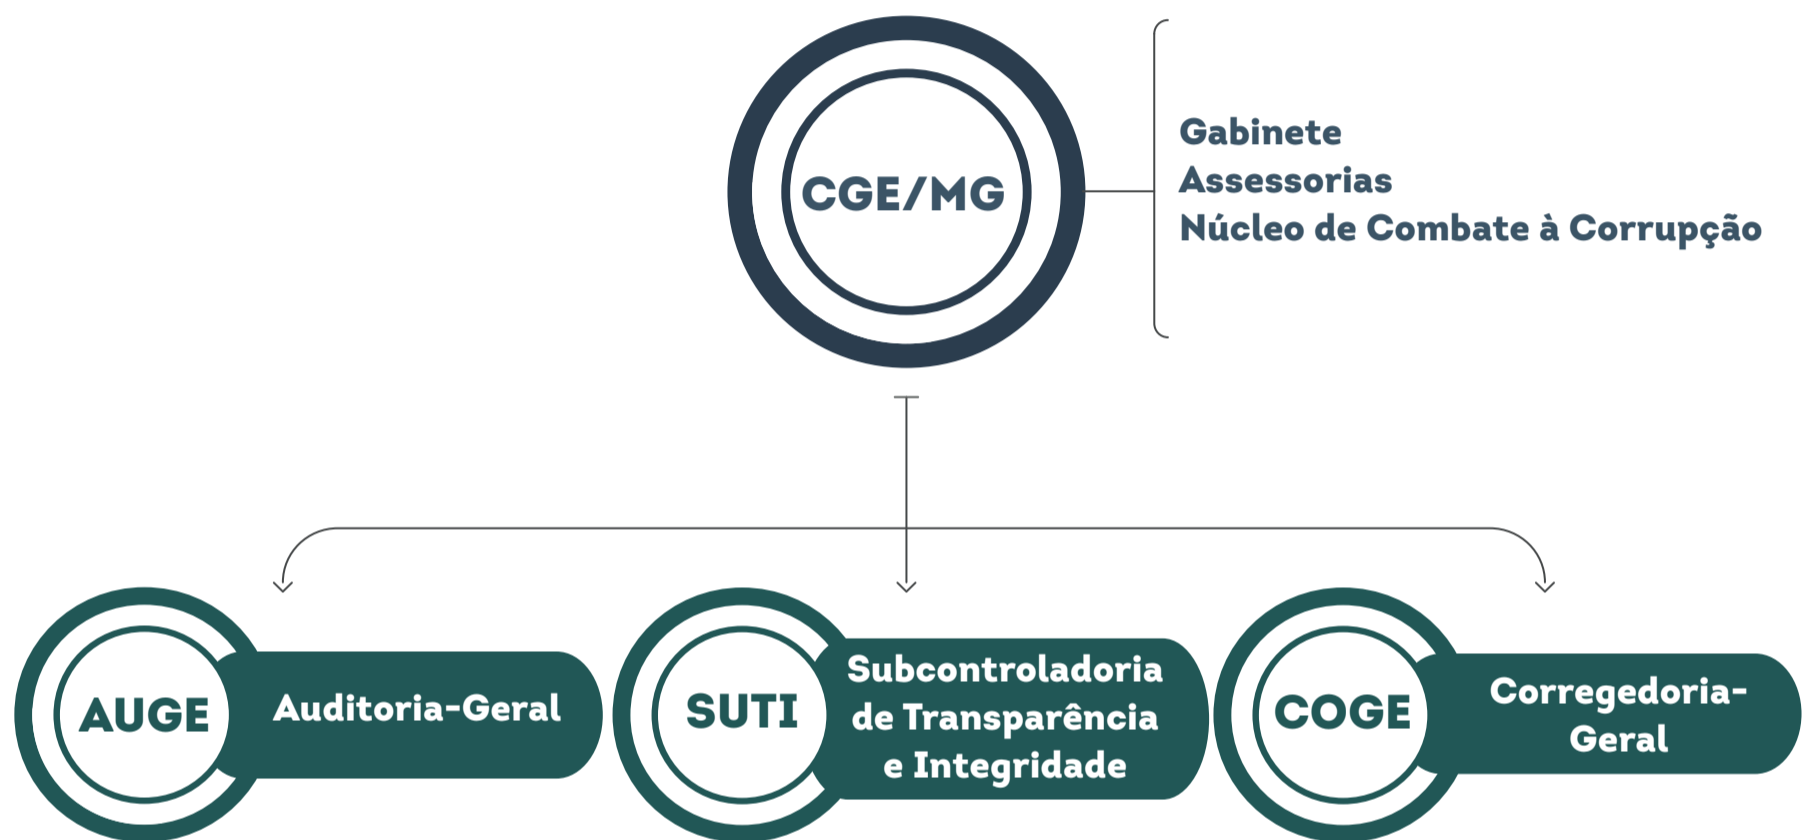 CGE/MG
Gabinete
Assessorias
Núcleo de Combate à Corrupção
AUGE
Auditoria-Geral
SUTI
Subcontroladoria
de Transparência
e Integridade
COGE
Corregedoria-
Geral